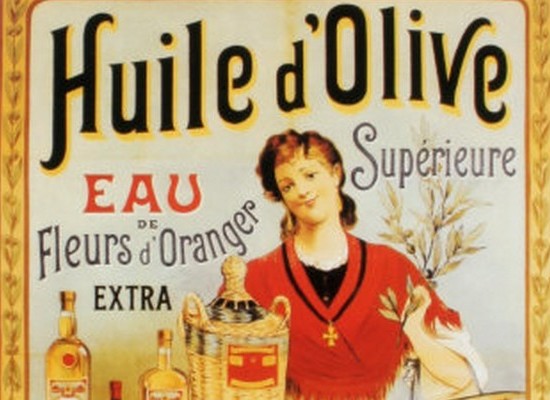 Huile d'Olive
Supérieure
EAU
DE
Fleurs d'Oranger
EXTRA